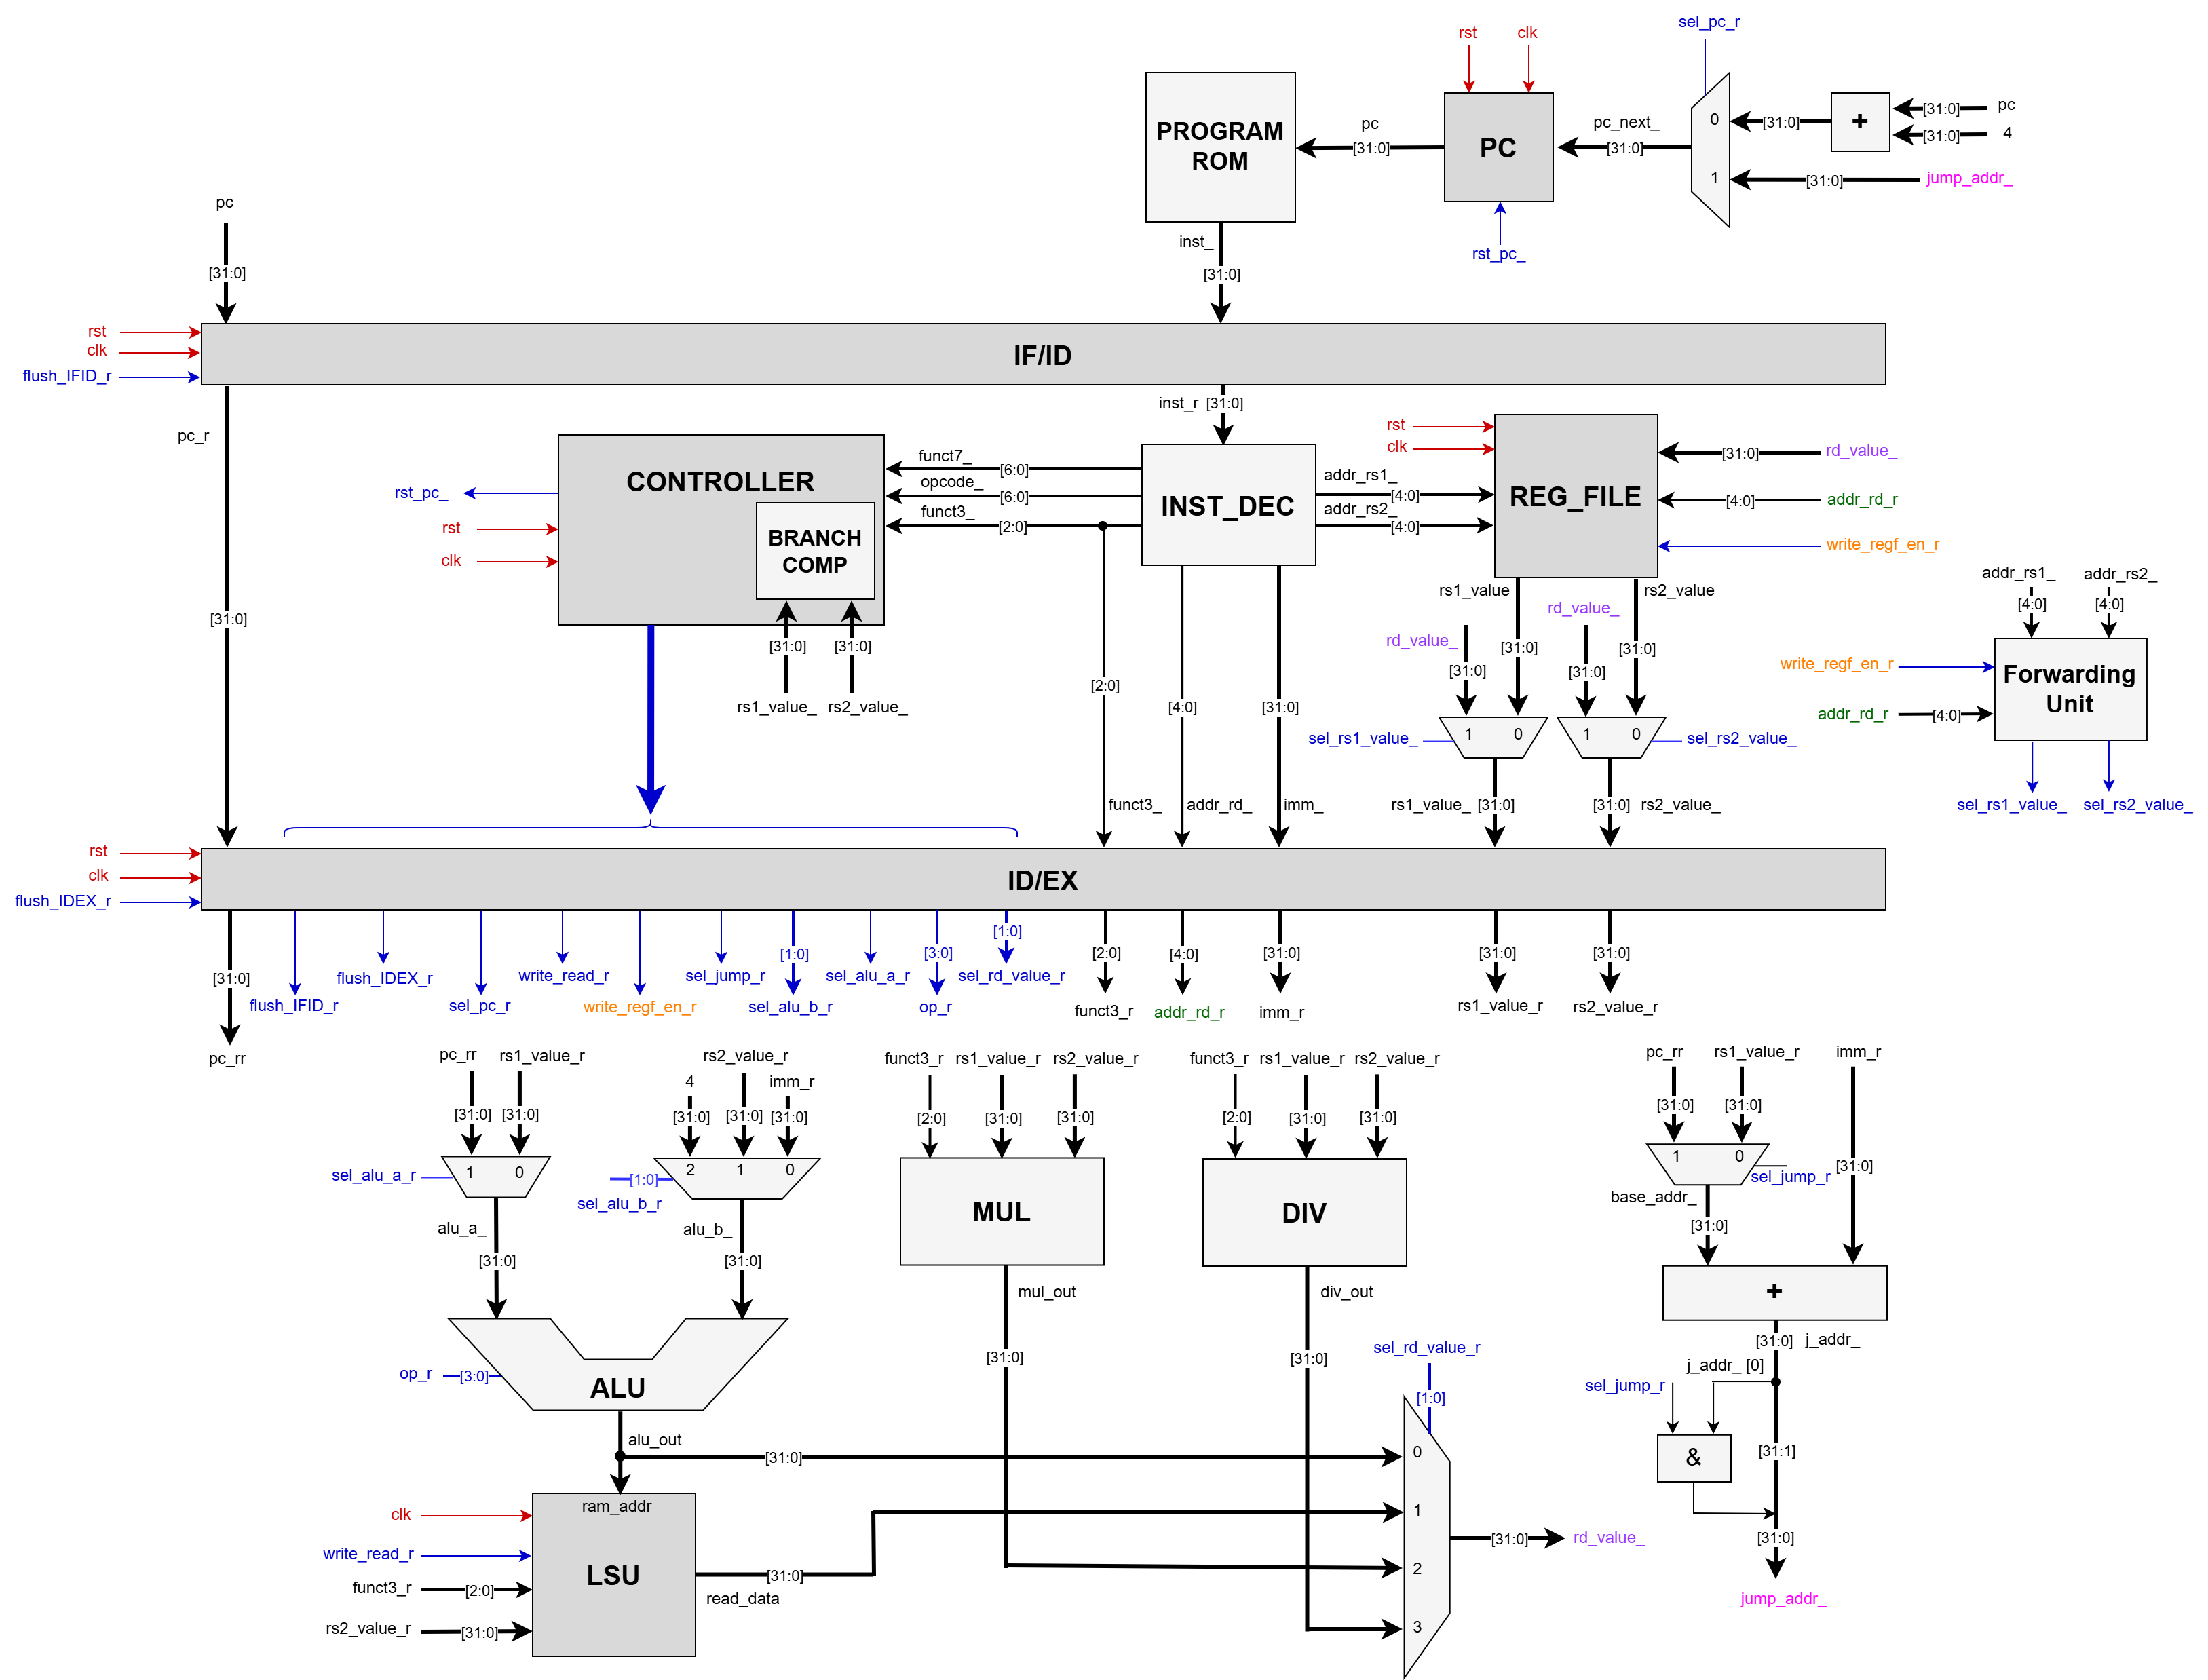 sel_pc_r
rst
clk
PROGRAM
ROM
pc
[31:0]
PC
pc_next_
[31:0]
0
1
[31:0]
+
[31:0]
pc
[31:0]
4
[31:0]
jump_addr_
rst_pc_
pc
[31:0]
inst_
[31:0]
rst
clk
flush_IFID_r
IF/ID
pc_r
[31:0]
inst_r
[31:0]
CONTROLLER
BRANCH
COMP
rst_pc_
rst
clk
funct7_
[6:0]
opcode_
[6:0]
funct3_
[2:0]
INST_DEC
addr_rs1_
[4:0]
addr_rs2_
[4:0]
rst
clk
REG_FILE
[31:0]
rd_value_
[4:0]
addr_rd_r
write_regf_en_r
[31:0]
[31:0]
rs1_value_
rs2_value_
[2:0]
[4:0]
[31:0]
rs1_value
rd_value_
rs2_value
rd_value_
[31:0]
[31:0]
[31:0]
[31:0]
sel_rs1_value_
1
0
1
0
sel_rs2_value_
addr_rs1_
addr_rs2_
[4:0]
[4:0]
write_regf_en_r
addr_rd_r
[4:0]
Forwarding
Unit
sel_rs1_value_
sel_rs2_value_
funct3_
addr_rd_
imm_
rs1_value_
[31:0]
[31:0]
rs2_value_
rst
clk
flush_IDEX_r
ID/EX
[31:0]
pc_rr
flush_IFID_r
flush_IDEX_r
sel_pc_r
write_read_r
write_regf_en_r
sel_jump_r
[1:0]
sel_alu_b_r
sel_alu_a_r
[3:0]
op_r
[1:0]
sel_rd_value_r
[2:0]
funct3_r
[4:0]
addr_rd_r
[31:0]
imm_r
[31:0]
rs1_value_r
[31:0]
rs2_value_r
pc_rr
rs1_value_r
[31:0]
[31:0]
sel_alu_a_r
1
0
alu_a_
[31:0]
4
rs2_value_r
imm_r
[31:0]
[31:0]
[31:0]
[1:0]
sel_alu_b_r
2
1
0
alu_b_
[31:0]
funct3_r
rs1_value_r
rs2_value_r
[2:0]
[31:0]
[31:0]
MUL
mul_out
[31:0]
funct3_r
rs1_value_r
rs2_value_r
[2:0]
[31:0]
[31:0]
DIV
div_out
[31:0]
pc_rr
rs1_value_r
imm_r
[31:0]
[31:0]
[31:0]
1
0
sel_jump_r
base_addr_
[31:0]
+
[31:0]
j_addr_
j_addr_ [0]
sel_jump_r
&
[31:1]
[31:0]
jump_addr_
op_r
[3:0]
ALU
alu_out
[31:0]
sel_rd_value_r
[1:0]
0
1
2
3
[31:0]
rd_value_
ram_addr
LSU
clk
write_read_r
funct3_r
[2:0]
rs2_value_r
[31:0]
[31:0]
read_data